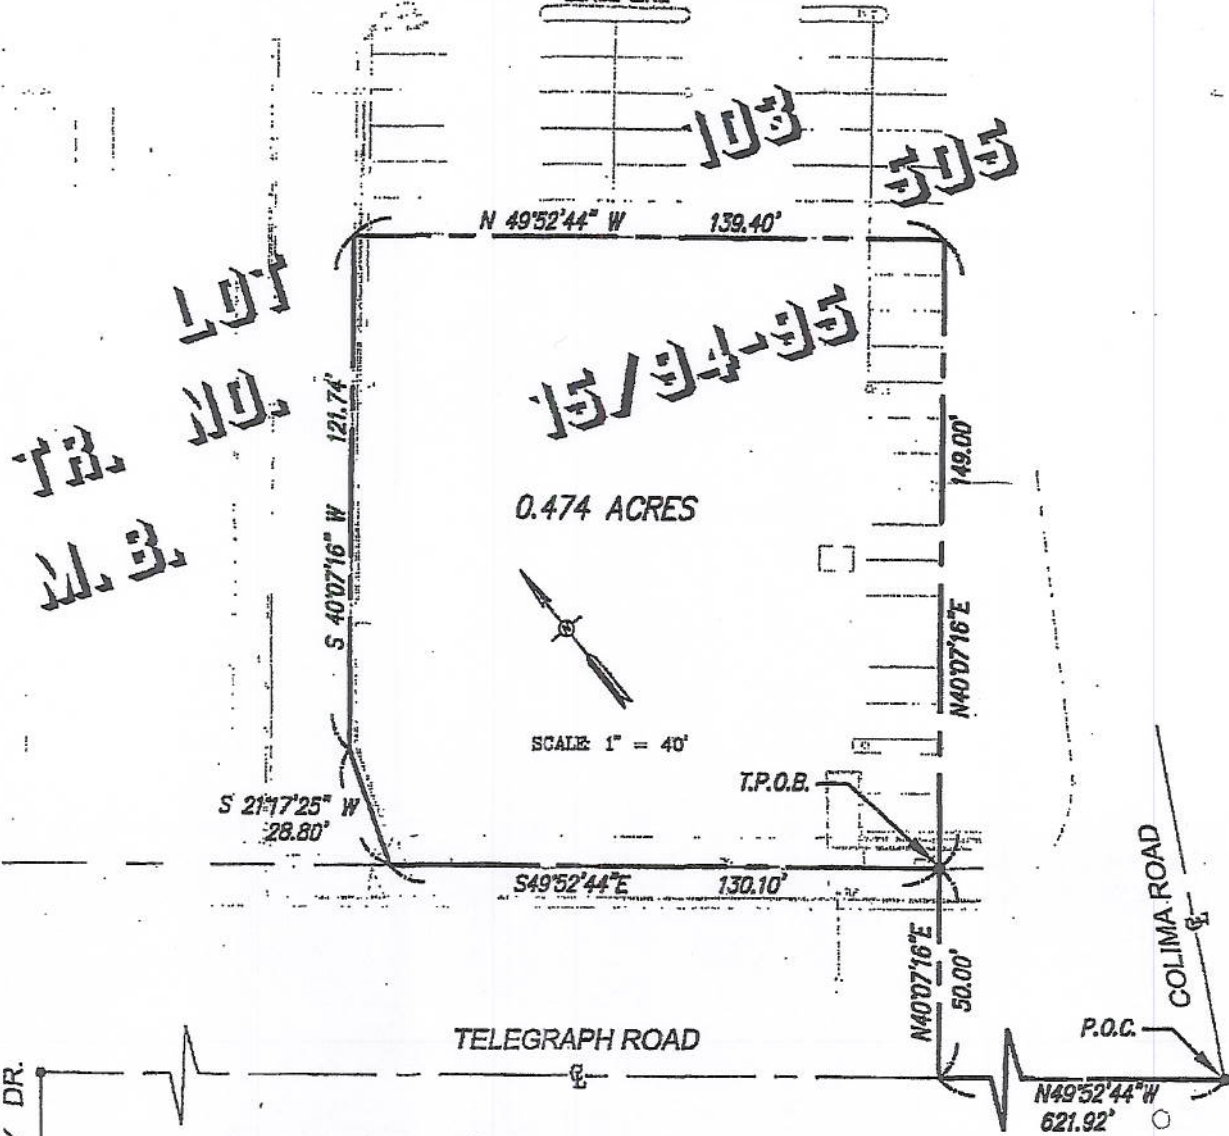 103
505
N 49°52'44" W 139.40'
LOT
15/94-95
TR. NO.
M. B.
S 40°07'16" W 121.74'
149.00'
N40°07'16"E
0.474 ACRES
SCALE: 1" = 40'
T.P.O.B.
S 21°17'25" W
28.80'
S49°52'44"E 130.10'
N40°07'16"E
50.00'
COLIMA ROAD
TELEGRAPH ROAD
P.O.C.
N49°52'44"W
621.92'
DR.